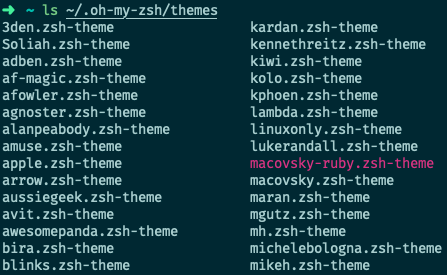 ➜ ~ ls ~/.oh-my-zsh/themes
3den.zsh-theme kardan.zsh-theme
Soliah.zsh-theme kennethreitz.zsh-theme
adben.zsh-theme kiwi.zsh-theme
af-magic.zsh-theme kolo.zsh-theme
afowler.zsh-theme kphoen.zsh-theme
agnoster.zsh-theme lambda.zsh-theme
alanpeabody.zsh-theme linuxonly.zsh-theme
amuse.zsh-theme lukerandall.zsh-theme
apple.zsh-theme macovsky-ruby.zsh-theme
arrow.zsh-theme macovsky.zsh-theme
aussiegeek.zsh-theme maran.zsh-theme
avit.zsh-theme mgutz.zsh-theme
awesomepanda.zsh-theme mh.zsh-theme
bira.zsh-theme michelebologna.zsh-theme
blinks.zsh-theme mikeh.zsh-theme